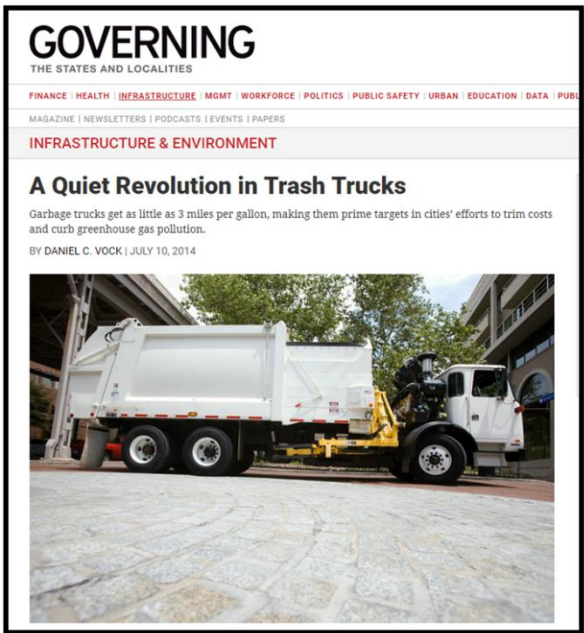 GOVERNING
THE STATES AND LOCALITIES
FINANCE | HEALTH | INFRASTRUCTURE | MGMT | WORKFORCE | POLITICS | PUBLIC SAFETY | URBAN | EDUCATION | DATA | PUBL
MAGAZINE | NEWSLETTERS | PODCASTS | EVENTS | PAPERS
INFRASTRUCTURE & ENVIRONMENT
A Quiet Revolution in Trash Trucks
Garbage trucks get as little as 3 miles per gallon, making them prime targets in cities' efforts to trim costs
and curb greenhouse gas pollution.
BY DANIEL C. VOCK | JULY 10, 2014